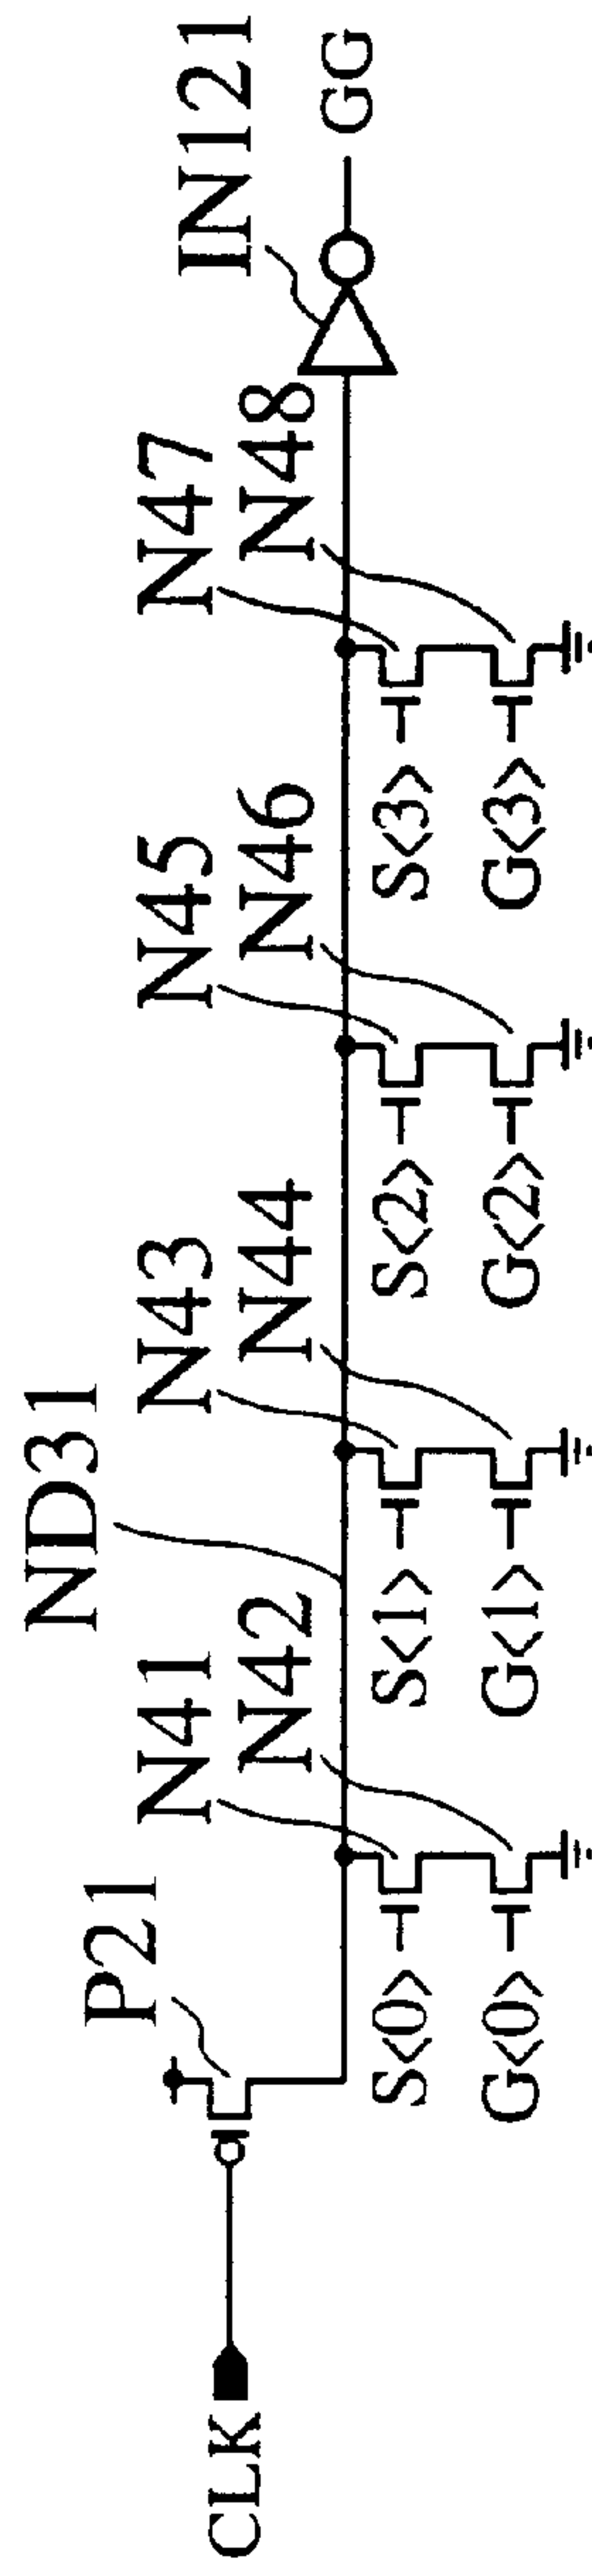 ND31
P21
N41
N43
N45
N47
IN121
N42
N44
N46
N48
CLK
GG
S<0>
S<1>
S<2>
S<3>
G<0>
G<1>
G<2>
G<3>